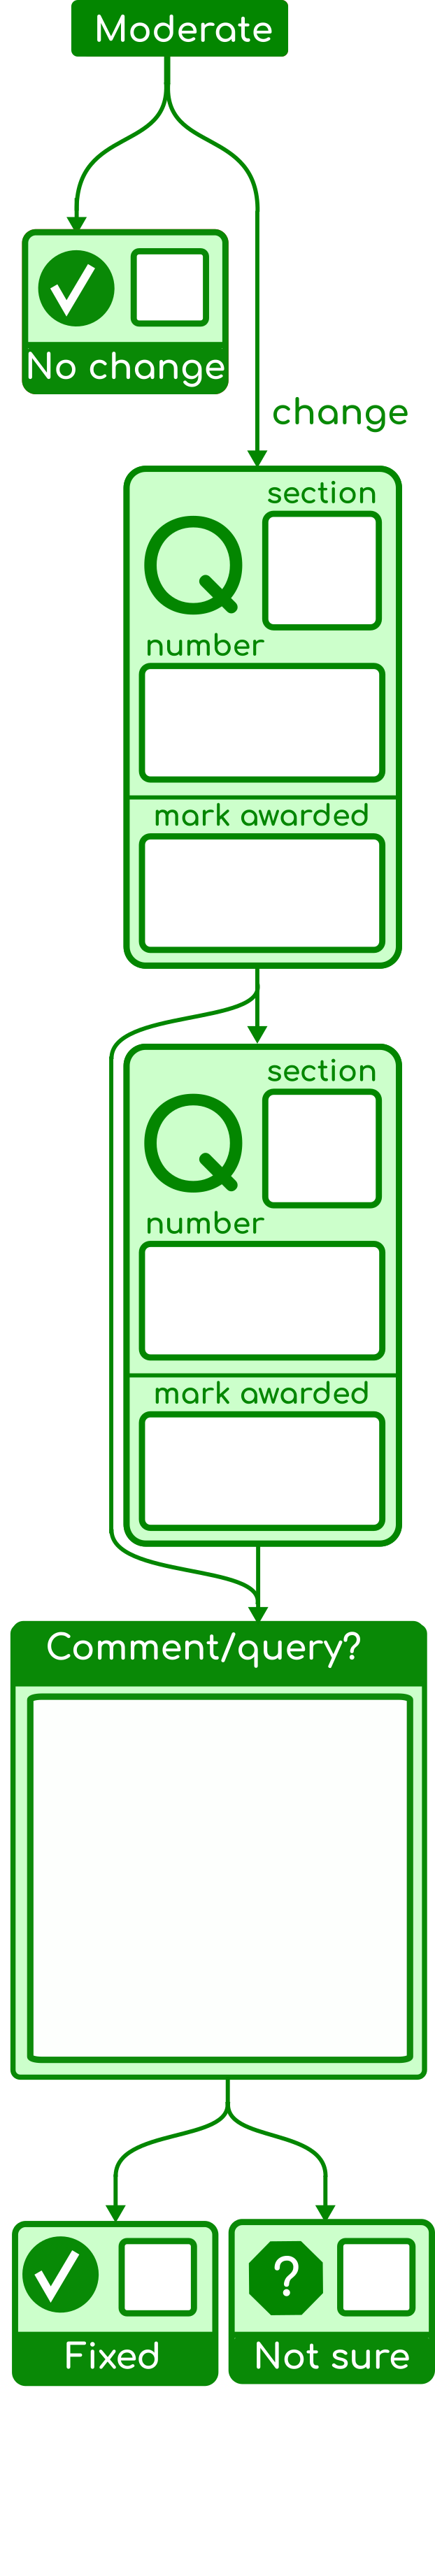 Moderate
No change
change
section
Q
number
mark awarded
section
Q
number
mark awarded
Comment/query?
?
Fixed
Not sure